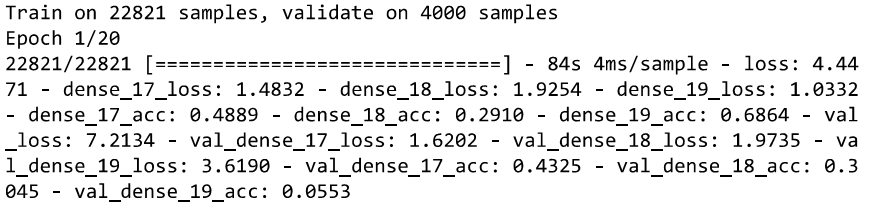 Train on 22821 samples, validate on 4000 samples
Epoch 1/20
22821/22821 [==============================] - 84s 4ms/sample - loss: 4.44
71 - dense_17_loss: 1.4832 - dense_18_loss: 1.9254 - dense_19_loss: 1.0332
- dense_17_acc: 0.4889 - dense_18_acc: 0.2910 - dense_19_acc: 0.6864 - val
_loss: 7.2134 - val_dense_17_loss: 1.6202 - val_dense_18_loss: 1.9735 - va
l_dense_19_loss: 3.6190 - val_dense_17_acc: 0.4325 - val_dense_18_acc: 0.3
045 - val_dense_19_acc: 0.0553